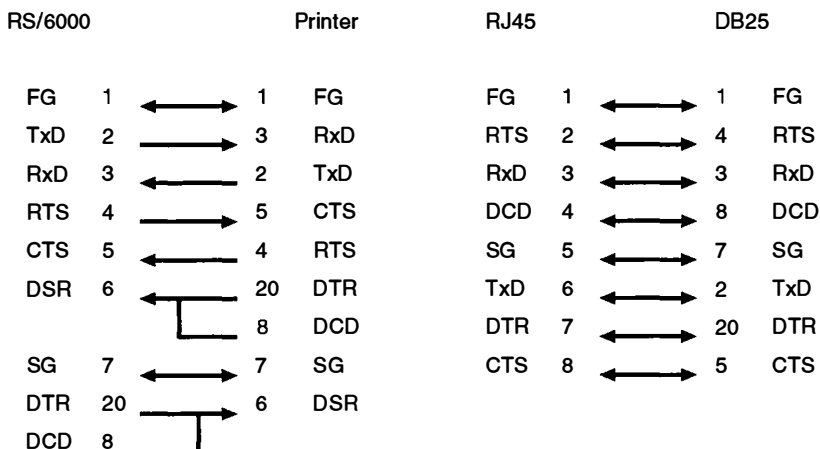 RS/6000 Printer RJ45 DB25
FG 1 1 FG FG 1 1 FG
TxD 2 3 RxD RTS 2 4 RTS
RxD 3 2 TxD RxD 3 3 RxD
RTS 4 5 CTS DCD 4 8 DCD
CTS 5 4 RTS SG 5 7 SG
DSR 6 20 DTR TxD 6 2 TxD
8 DCD DTR 7 20 DTR
SG 7 7 SG CTS 8 5 CTS
DTR 20 6 DSR
DCD 8